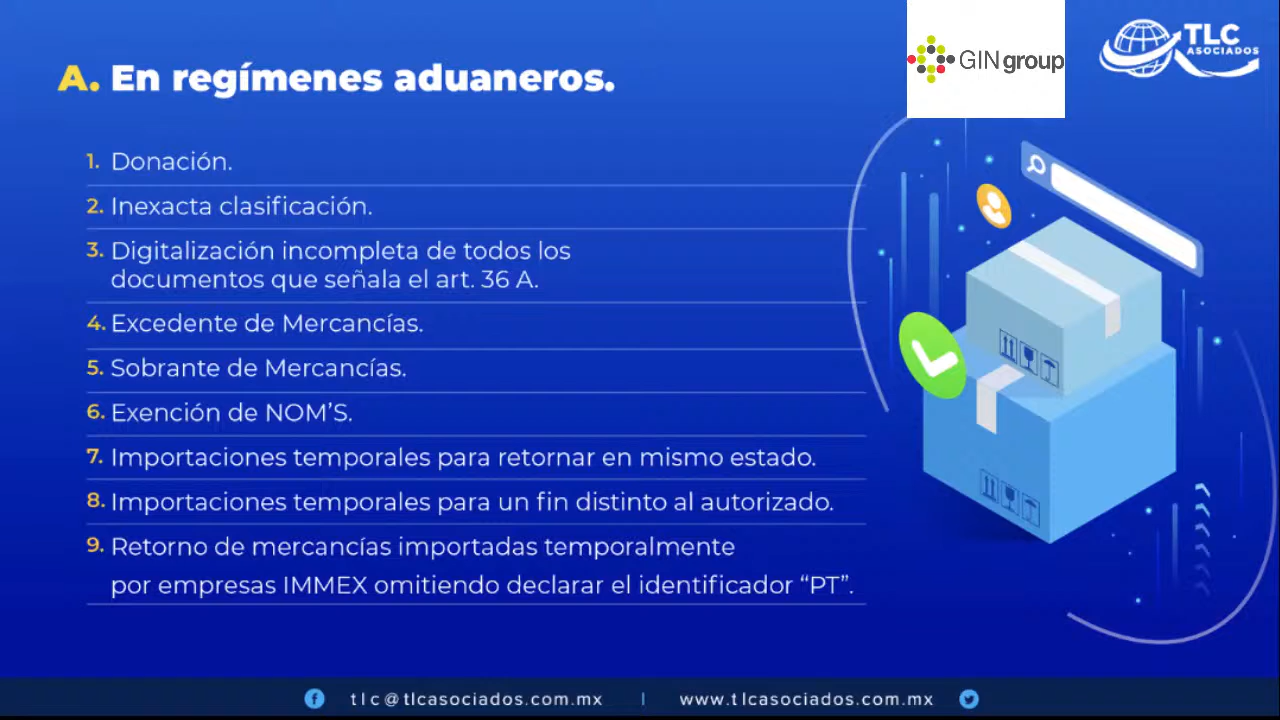 GINgroup
TLC
ASOCIADOS
A. En regímenes aduaneros.
1. Donación.
2. Inexacta clasificación.
3. Digitalización incompleta de todos los
documentos que señala el art. 36 A.
4. Excedente de Mercancías.
5. Sobrante de Mercancías.
6. Exención de NOM’S.
7. Importaciones temporales para retornar en mismo estado.
8. Importaciones temporales para un fin distinto al autorizado.
9. Retorno de mercancías importadas temporalmente
por empresas IMMEX omitiendo declarar el identificador “PT”.
tlc@tlcasociados.com.mx | www.tlcasociados.com.mx